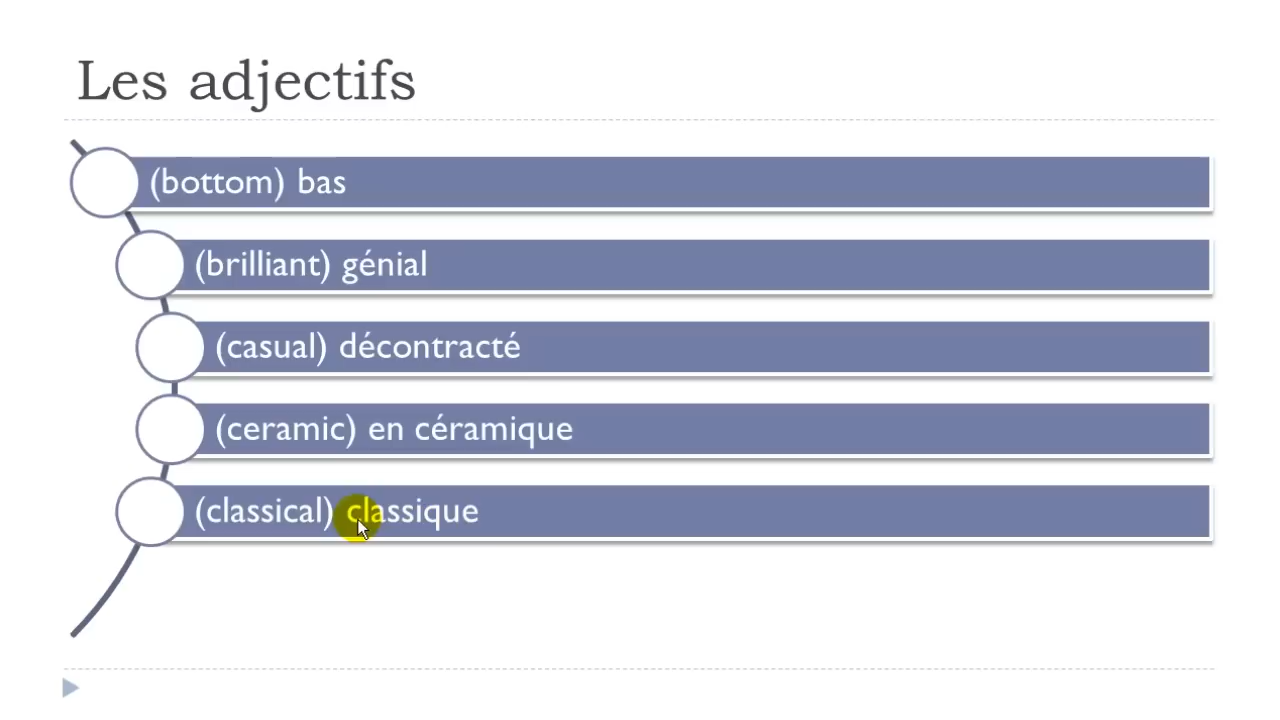 Les adjectifs
(bottom) bas
(brilliant) génial
(casual) décontracté
(ceramic) en céramique
(classical) classique